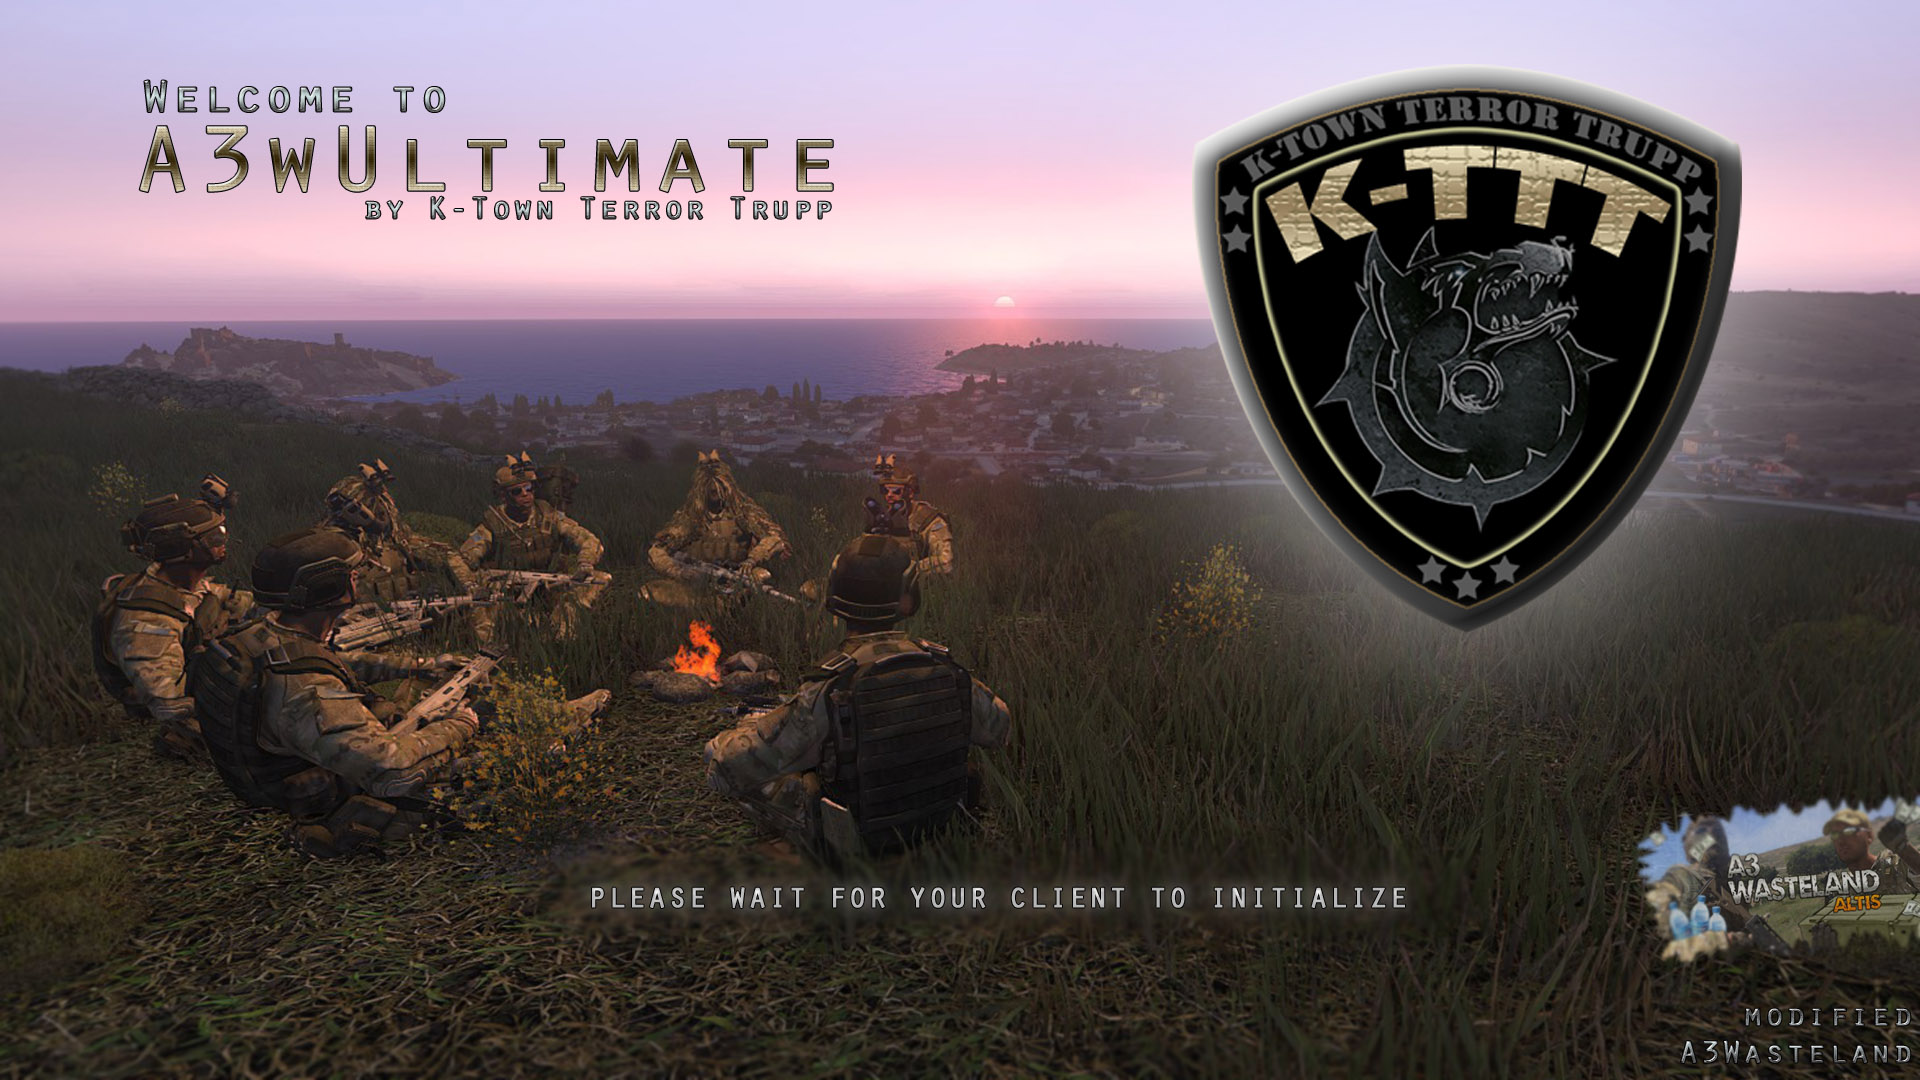 Welcome to
A3wUltimate
by K-Town Terror Trupp
K-TOWN TERROR TRUPP
K-TTT
PLEASE WAIT FOR YOUR CLIENT TO INITIALIZE
A3
WASTELAND
ALTIS
MODIFIED
A3Wasteland